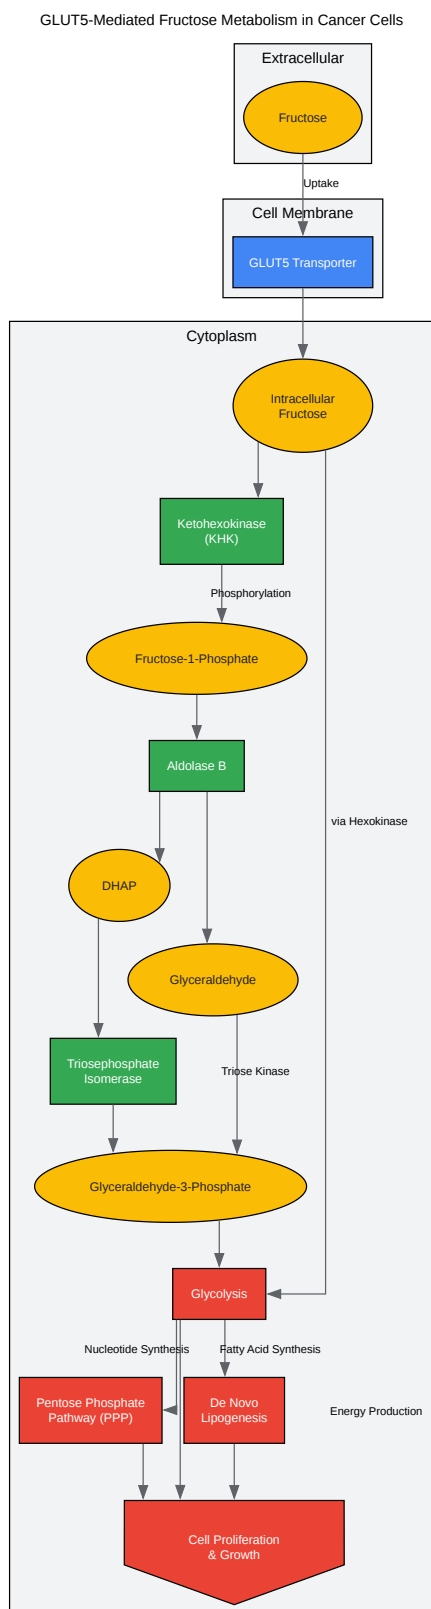 GLUT5-Mediated Fructose Metabolism in Cancer Cells
Extracellular
Fructose
Uptake
Cell Membrane
GLUT5 Transporter
Cytoplasm
Intracellular
Fructose
Ketohexokinase
(KHK)
Phosphorylation
Fructose-1-Phosphate
Aldolase B
via Hexokinase
DHAP
Glyceraldehyde
Triosephosphate
Isomerase
Triose Kinase
Glyceraldehyde-3-Phosphate
Glycolysis
Nucleotide Synthesis
Fatty Acid Synthesis
Pentose Phosphate
Pathway (PPP)
De Novo
Lipogenesis
Energy Production
Cell Proliferation
& Growth